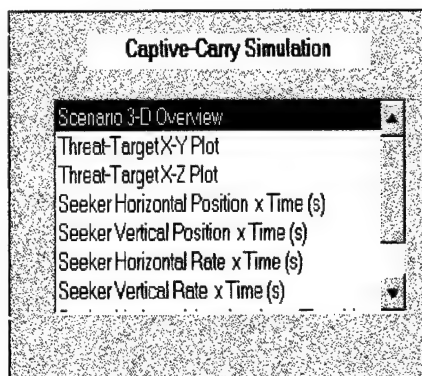 Captive-Carry Simulation
Scenario 3-D Overview
Threat-Target X-Y Plot
Threat-Target X-Z Plot
Seeker Horizontal Position x Time (s)
Seeker Vertical Position x Time (s)
Seeker Horizontal Rate x Time (s)
Seeker Vertical Rate x Time (s)